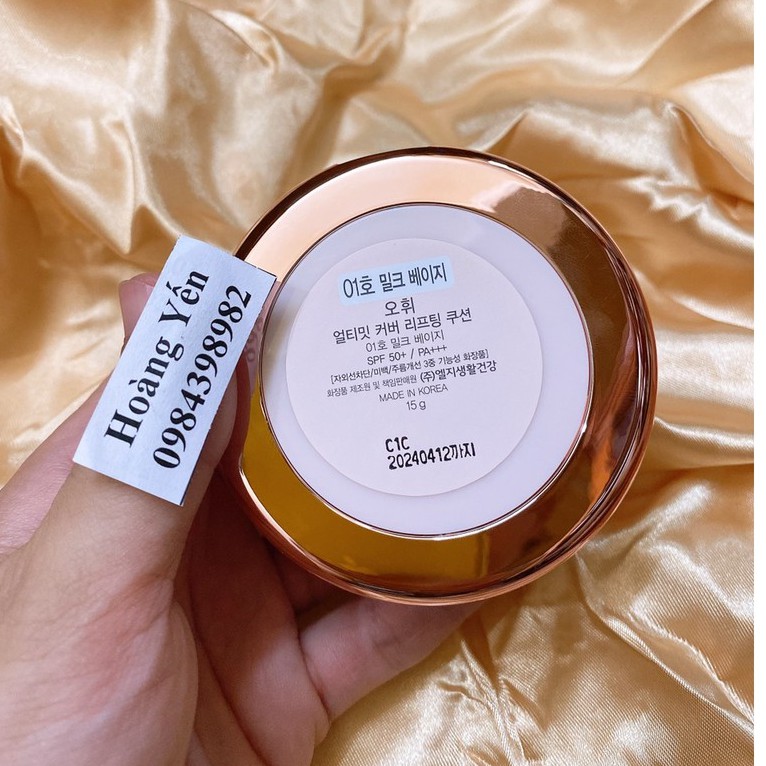 Hoàng Yến
0984398982
01호 밀크 베이지
오휘
얼티밋 커버 리프팅 쿠션
01호 밀크 베이지
SPF 50+ / PA+++
[자외선차단/미백/주름개선 3중 기능성 화장품]
화장품 제조원 및 책임판매원 (주)엘지생활건강
MADE IN KOREA
15 g
C1C
20240412까지